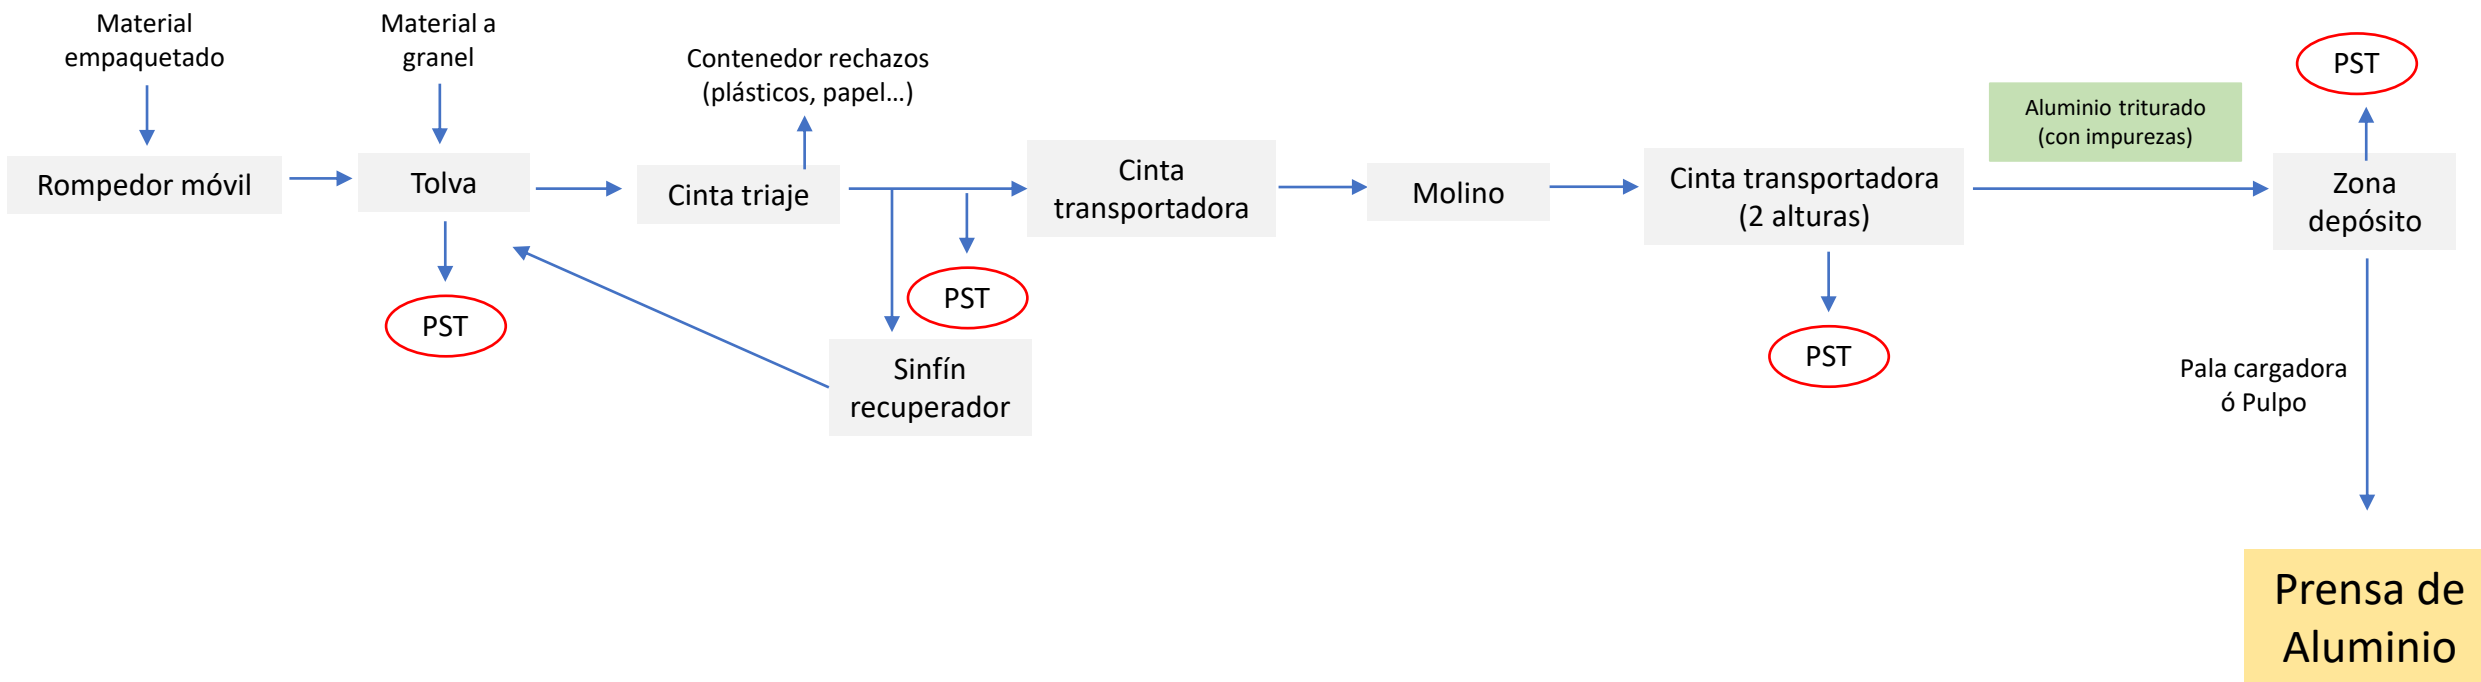 Material
empaquetado
Material a
granel
Contenedor rechazos
(plásticos, papel...)
PST
Aluminio triturado
(con impurezas)
Rompedor móvil
Tolva
Cinta triaje
Cinta
transportadora
Molino
Cinta transportadora
(2 alturas)
Zona
depósito
PST
PST
PST
Sinfín
recuperador
Pala cargadora
ó Pulpo
Prensa de
Aluminio